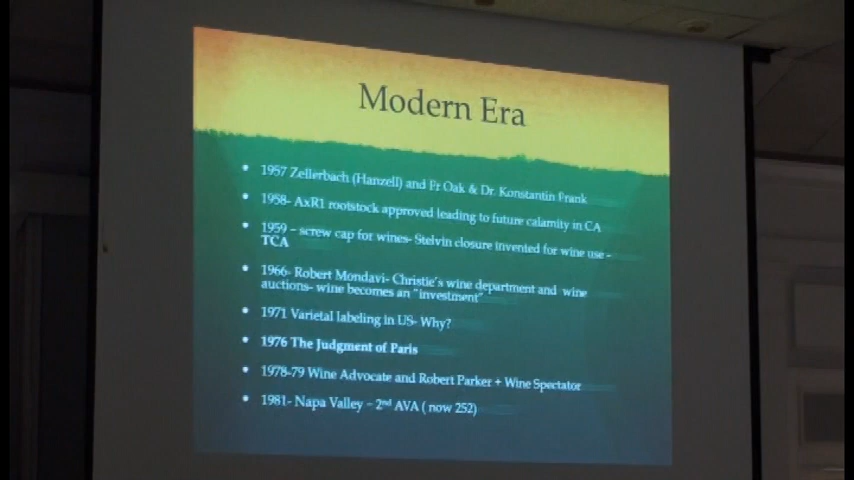 Modern Era
• 1957 Zellerbach (Hanzell) and Fr Oak & Dr. Konstantin Frank
• 1958- AxR1 rootstock approved leading to future calamity in CA
• 1959 – screw cap for wines- Stelvin closure invented for wine use –
TCA
• 1966- Robert Mondavi- Christie's wine department and wine
auctions- wine becomes an "investment"
• 1971 Varietal labeling in US- Why?
• 1976 The Judgment of Paris
• 1978-79 Wine Advocate and Robert Parker + Wine Spectator
• 1981- Napa Valley – 2nd AVA ( now 252)